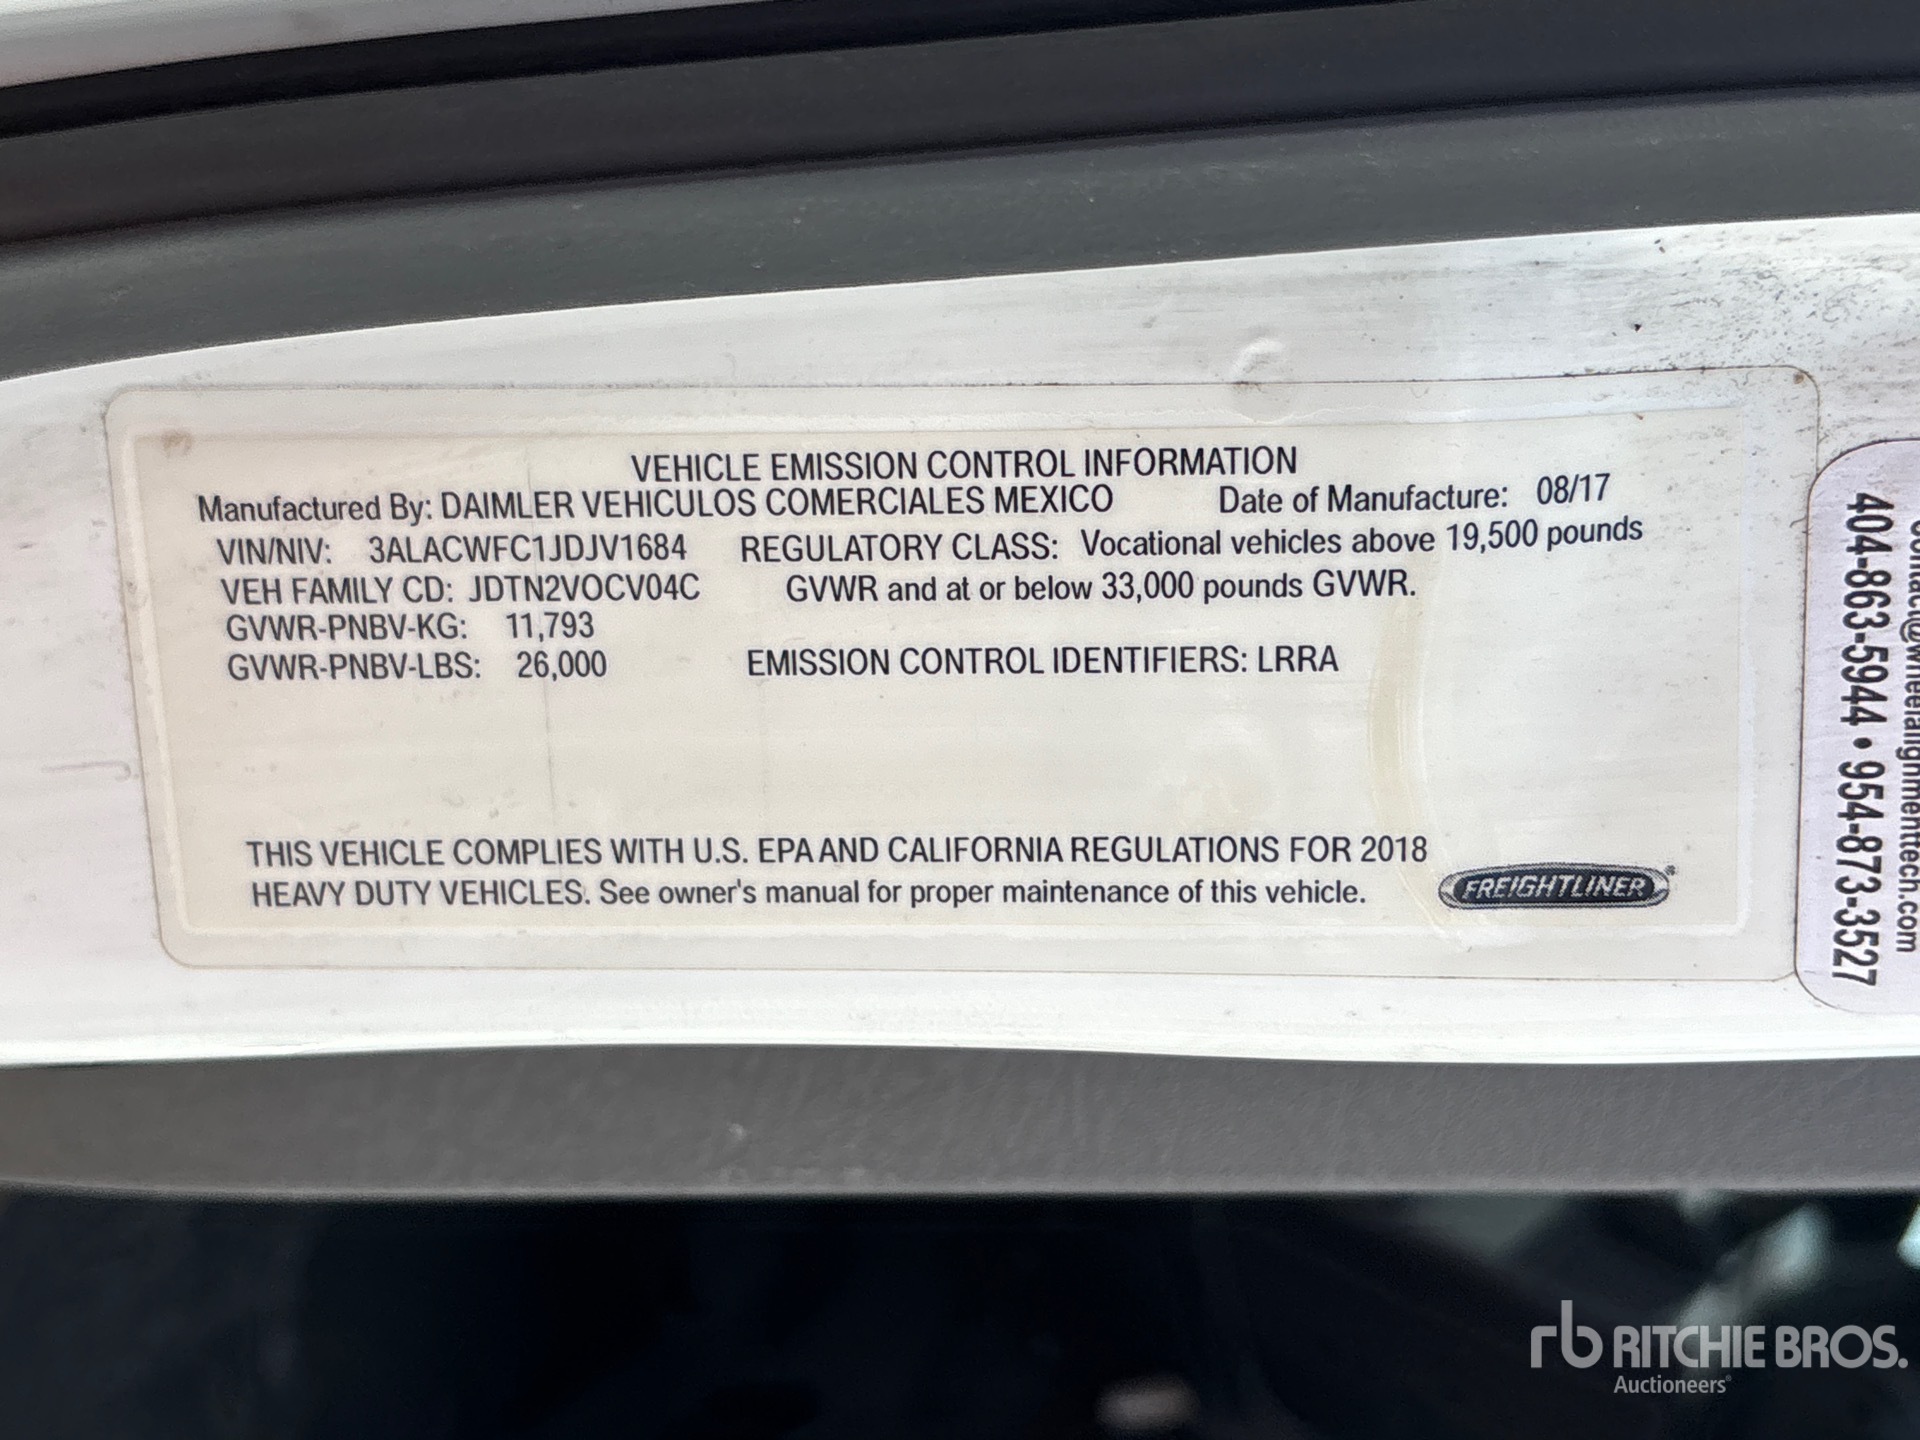 VEHICLE EMISSION CONTROL INFORMATION
Manufactured By: DAIMLER VEHICULOS COMERCIALES MEXICO Date of Manufacture: 08/17
VIN/NIV: 3ALACWFC1JDJV1684 REGULATORY CLASS: Vocational vehicles above 19,500 pounds
VEH FAMILY CD: JDTN2VOCV04C GVWR and at or below 33,000 pounds GVWR.
GVWR-PNBV-KG: 11,793
GVWR-PNBV-LBS: 26,000 EMISSION CONTROL IDENTIFIERS: LRRA
THIS VEHICLE COMPLIES WITH U.S. EPA AND CALIFORNIA REGULATIONS FOR 2018
HEAVY DUTY VEHICLES. See owner's manual for proper maintenance of this vehicle.
FREIGHTLINER®
Contact@wheelalignmenttech.com
404-863-5944 • 954-873-3527
rb RITCHIE BROS.
Auctioneers®